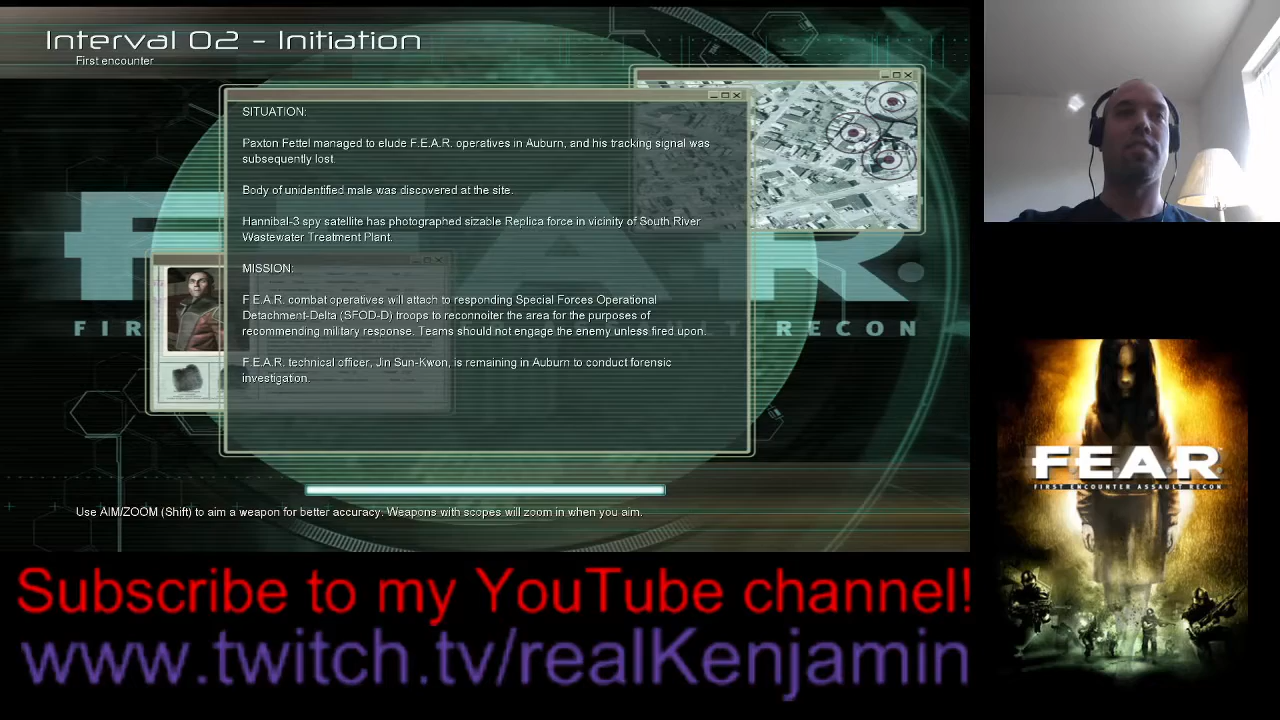 Interval 02 - Initiation
First encounter
SITUATION:
Paxton Fettel managed to elude F.E.A.R. operatives in Auburn, and his tracking signal was
subsequently lost.
Body of unidentified male was discovered at the site.
Hannibal-3 spy satellite has photographed sizable Replica force in vicinity of South River
Wastewater Treatment Plant.
MISSION:
F.E.A.R. combat operatives will attach to responding Special Forces Operational
Detachment-Delta (SFOD-D) troops to reconnoiter the area for the purposes of
recommending military response. Teams should not engage the enemy unless fired upon.
F.E.A.R. technical officer, Jin Sun-Kwon, is remaining in Auburn to conduct forensic
investigation.
Use AIM/ZOOM (Shift) to aim a weapon for better accuracy. Weapons with scopes will zoom in when you aim.
F.E.A.R.
FIR
ULT RECON
F.E.A.R.
FIRST ENCOUNTER ASSAULT RECON
Subscribe to my YouTube channel!
www.twitch.tv/realKenjamin